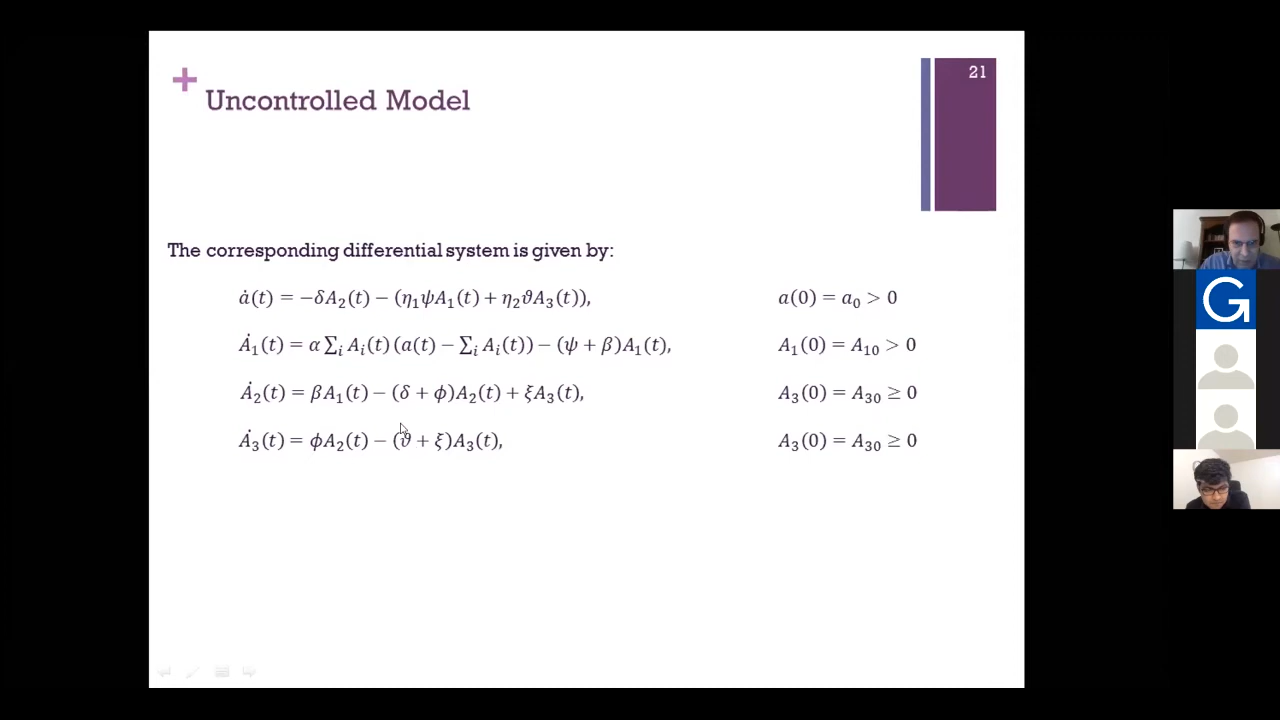 21
+
Uncontrolled Model
The corresponding differential system is given by:
ȧ(t) = −δA₂(t) − (η₁ψA₁(t) + η₂ϑA₃(t)), a(0) = a₀ > 0
Ȧ₁(t) = α ∑ᵢ Aᵢ(t) (a(t) − ∑ᵢ Aᵢ(t)) − (ψ + β)A₁(t), A₁(0) = A₁₀ > 0
Ȧ₂(t) = βA₁(t) − (δ + ϕ)A₂(t) + ξA₃(t), A₃(0) = A₃₀ ≥ 0
Ȧ₃(t) = ϕA₂(t) − (ϑ + ξ)A₃(t), A₃(0) = A₃₀ ≥ 0
G